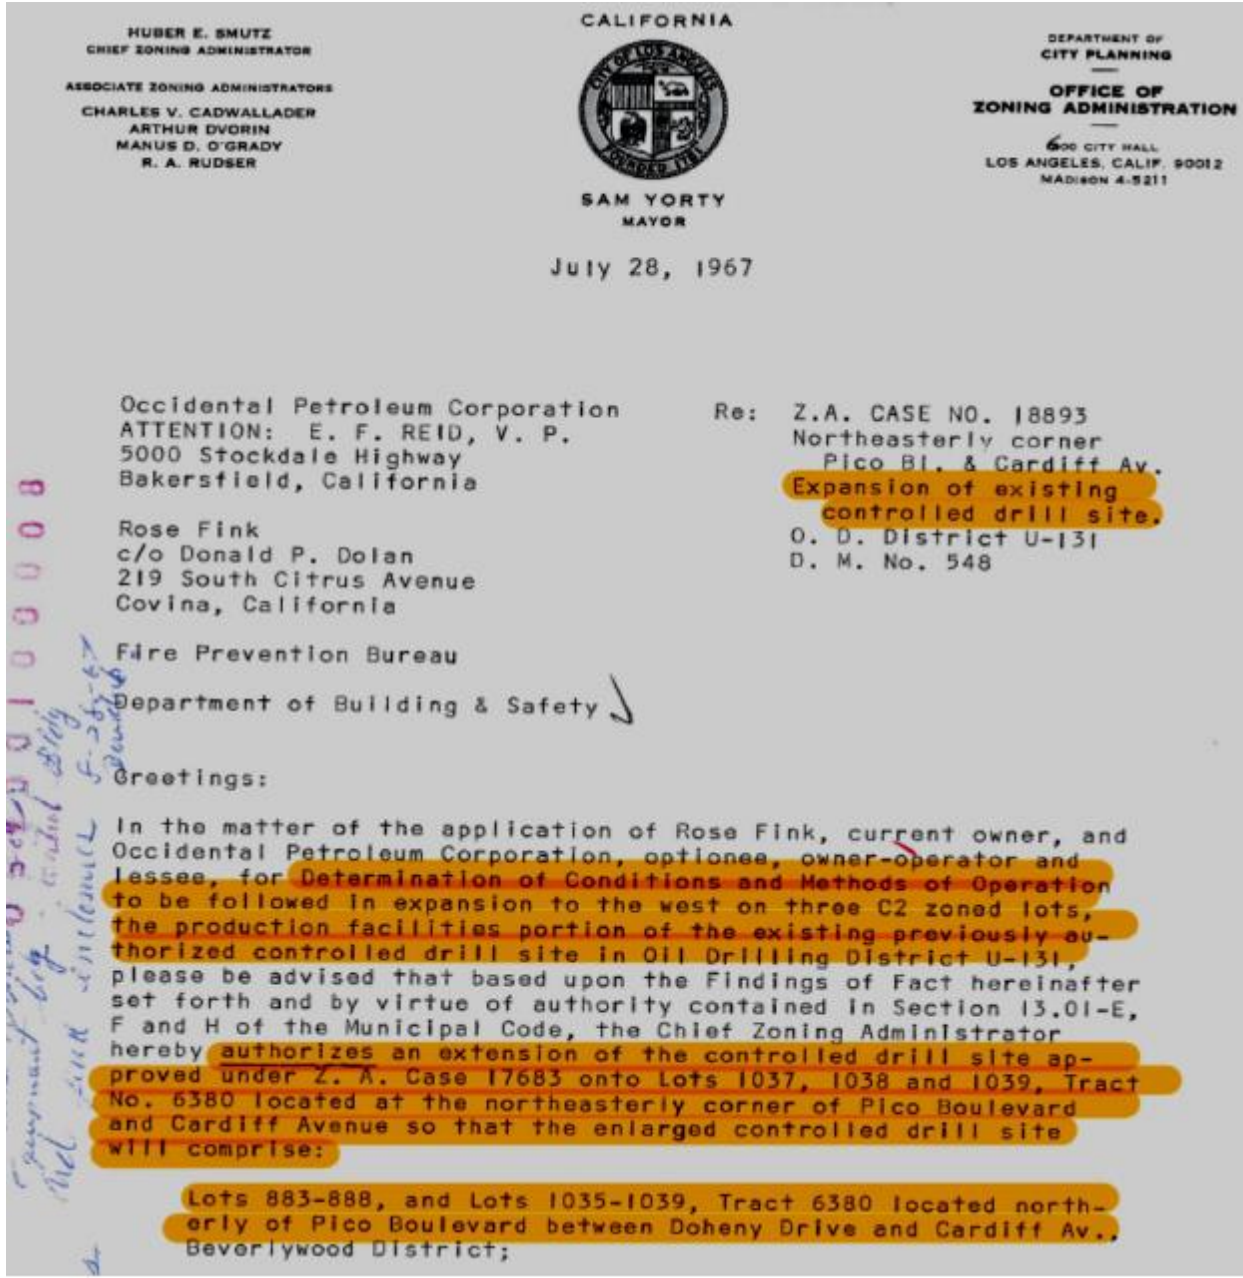 HUBER E. SMUTZ
CHIEF ZONING ADMINISTRATOR
ASSOCIATE ZONING ADMINISTRATORS
CHARLES V. CADWALLADER
ARTHUR DVORIN
MANUS D. O'GRADY
R. A. RUDSER
CALIFORNIA
CITY OF LOS ANGELES
FOUNDED 1781
SAM YORTY
MAYOR
DEPARTMENT OF
CITY PLANNING
OFFICE OF
ZONING ADMINISTRATION
600 CITY HALL
LOS ANGELES, CALIF. 90012
MADISON 4-5211
July 28, 1967
Occidental Petroleum Corporation
ATTENTION: E. F. REID, V. P.
5000 Stockdale Highway
Bakersfield, California
Re: Z.A. CASE NO. 18893
Northeasterly corner
Pico Bl. & Cardiff Av.
Expansion of existing
controlled drill site.
O. D. District U-131
D. M. No. 548
Rose Fink
c/o Donald P. Dolan
219 South Citrus Avenue
Covina, California
Fire Prevention Bureau
Department of Building & Safety
Greetings:
In the matter of the application of Rose Fink, current owner, and
Occidental Petroleum Corporation, optionee, owner-operator and
lessee, for Determination of Conditions and Methods of Operation
to be followed in expansion to the west on three C2 zoned lots,
the production facilities portion of the existing previously au-
thorized controlled drill site in Oil Drilling District U-131,
please be advised that based upon the Findings of Fact hereinafter
set forth and by virtue of authority contained in Section 13.01-E,
F and H of the Municipal Code, the Chief Zoning Administrator
hereby authorizes an extension of the controlled drill site ap-
proved under Z. A. Case 17683 onto Lots 1037, 1038 and 1039, Tract
No. 6380 located at the northeasterly corner of Pico Boulevard
and Cardiff Avenue so that the enlarged controlled drill site
will comprise:
Lots 883-888, and Lots 1035-1039, Tract 6380 located north-
erly of Pico Boulevard between Doheny Drive and Cardiff Av.,
Beverlywood District;